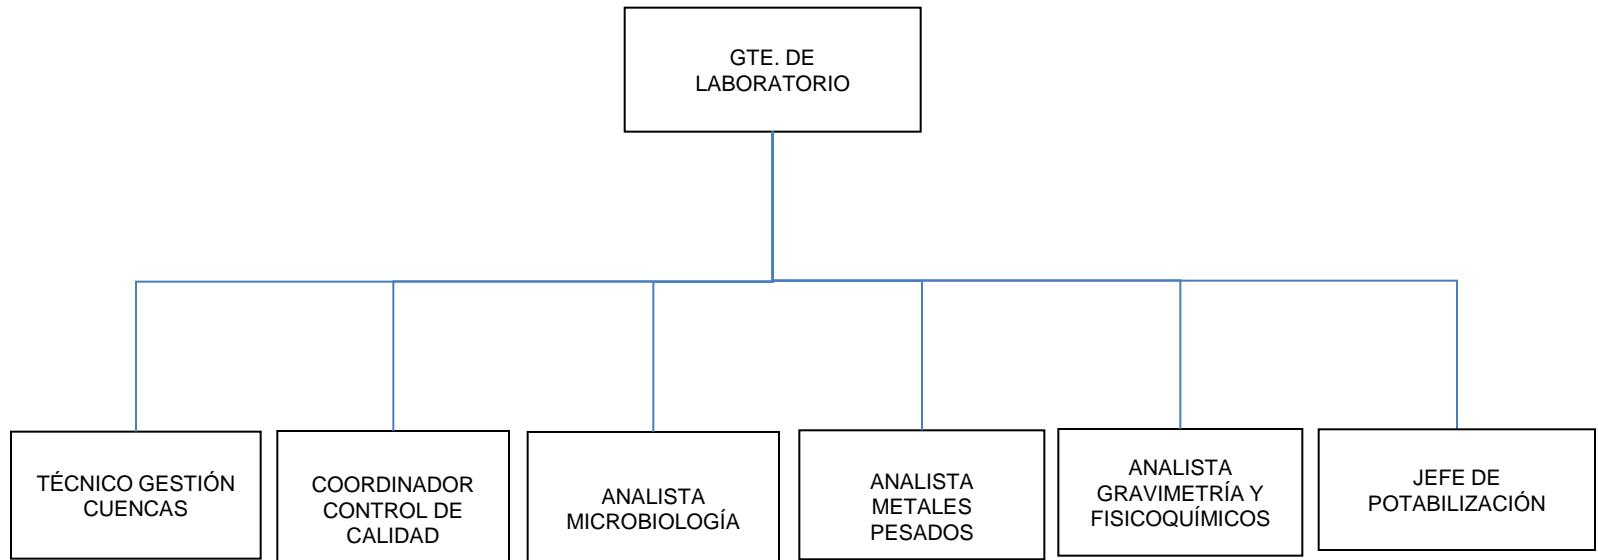 GTE. DE
LABORATORIO
TÉCNICO GESTIÓN
CUENCAS
COORDINADOR
CONTROL DE
CALIDAD
ANALISTA
MICROBIOLOGÍA
ANALISTA
METALES
PESADOS
ANALISTA
GRAVIMETRÍA Y
FISICOQUÍMICOS
JEFE DE
POTABILIZACIÓN